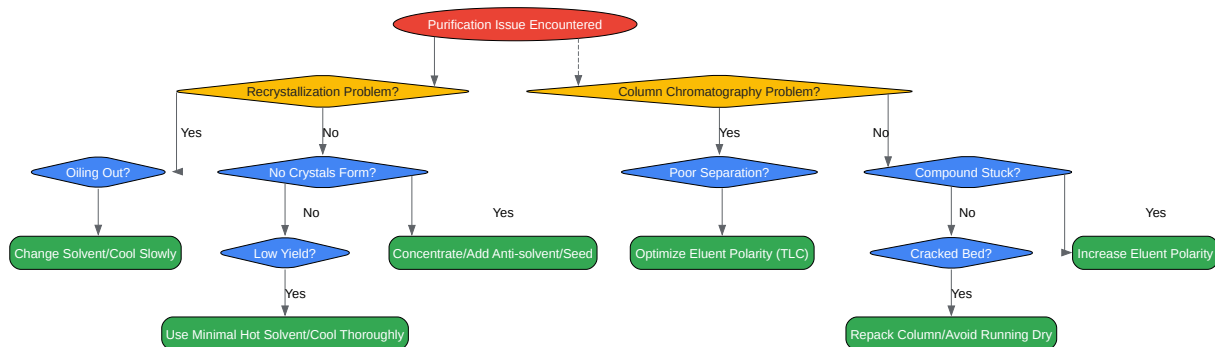 Purification Issue Encountered
Recrystallization Problem?
Column Chromatography Problem?
Yes
No
Yes
No
Oiling Out?
No Crystals Form?
Poor Separation?
Compound Stuck?
No
Yes
No
Yes
Change Solvent/Cool Slowly
Low Yield?
Concentrate/Add Anti-solvent/Seed
Optimize Eluent Polarity (TLC)
Cracked Bed?
Increase Eluent Polarity
Yes
Yes
Use Minimal Hot Solvent/Cool Thoroughly
Repack Column/Avoid Running Dry